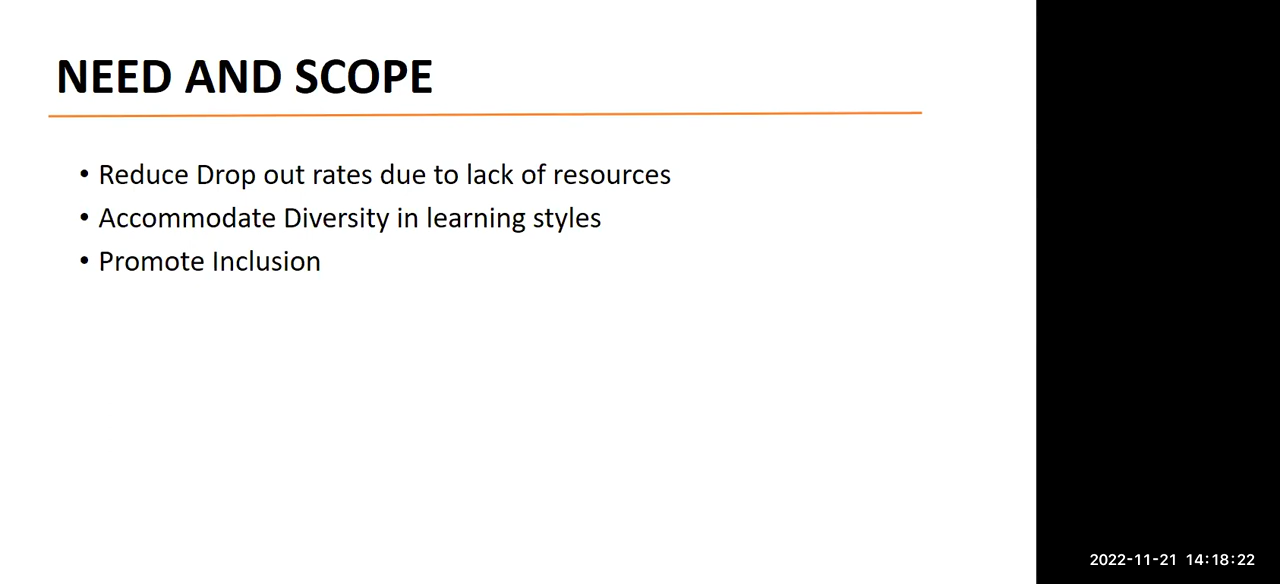 NEED AND SCOPE
• Reduce Drop out rates due to lack of resources
• Accommodate Diversity in learning styles
• Promote Inclusion
2022-11-21 14:18:22